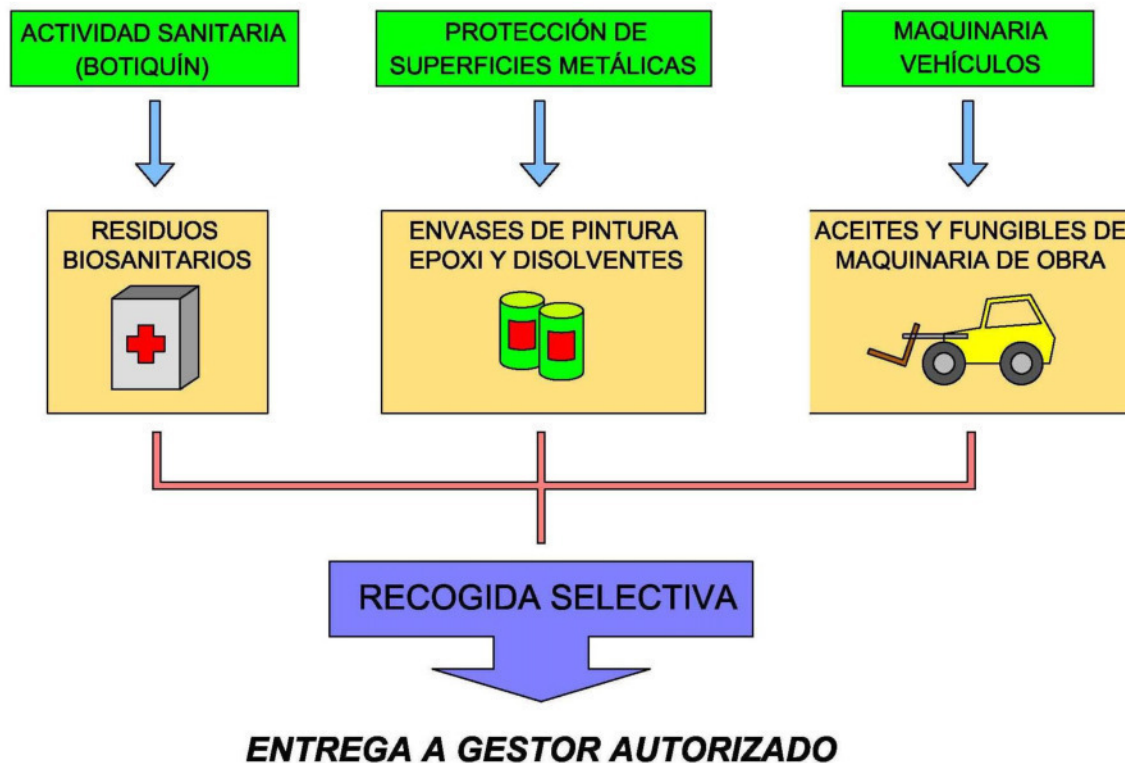 ACTIVIDAD SANITARIA
(BOTIQUÍN)
PROTECCIÓN DE
SUPERFICIES METÁLICAS
MAQUINARIA
VEHÍCULOS
RESIDUOS
BIOSANITARIOS
ENVASES DE PINTURA
EPOXI Y DISOLVENTES
ACEITES Y FUNGIBLES DE
MAQUINARIA DE OBRA
RECOGIDA SELECTIVA
ENTREGA A GESTOR AUTORIZADO